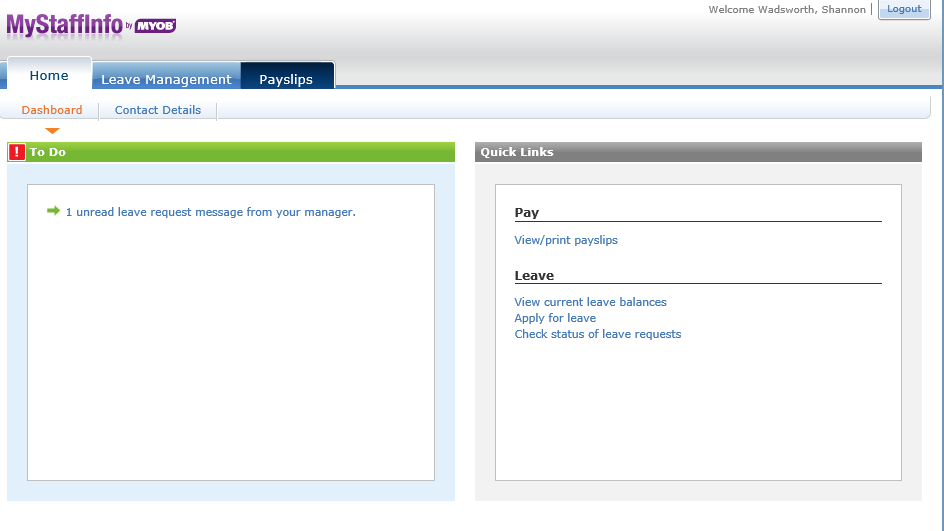 Welcome Wadsworth, Shannon | Logout
MyStaffInfo by MYOB
Home Leave Management Payslips
Dashboard Contact Details
! To Do
1 unread leave request message from your manager.
Quick Links
Pay
View/print payslips
Leave
View current leave balances
Apply for leave
Check status of leave requests